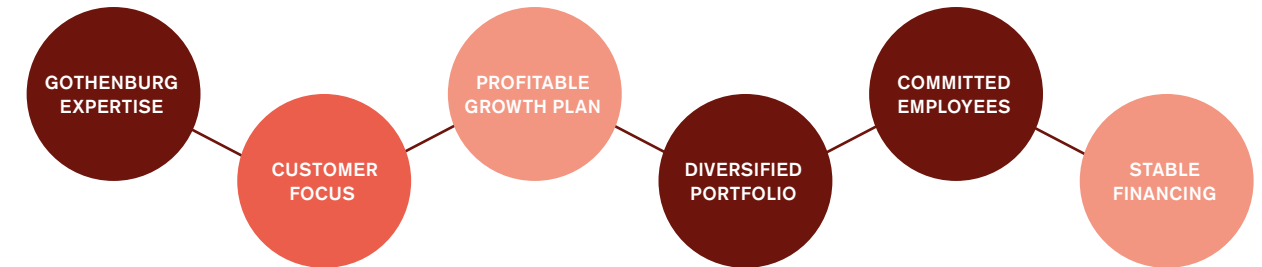 GOTHENBURG
EXPERTISE
CUSTOMER
FOCUS
PROFITABLE
GROWTH PLAN
DIVERSIFIED
PORTFOLIO
COMMITTED
EMPLOYEES
STABLE
FINANCING